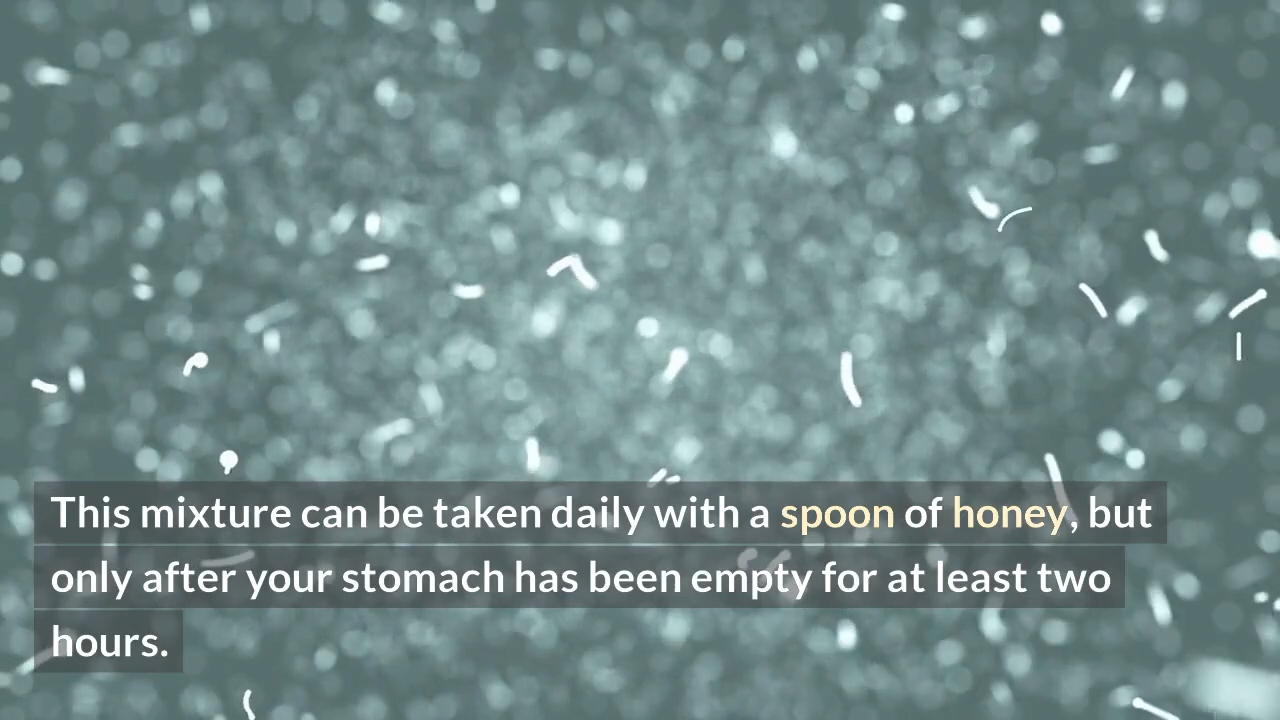 This mixture can be taken daily with a spoon of honey, but
only after your stomach has been empty for at least two
hours.